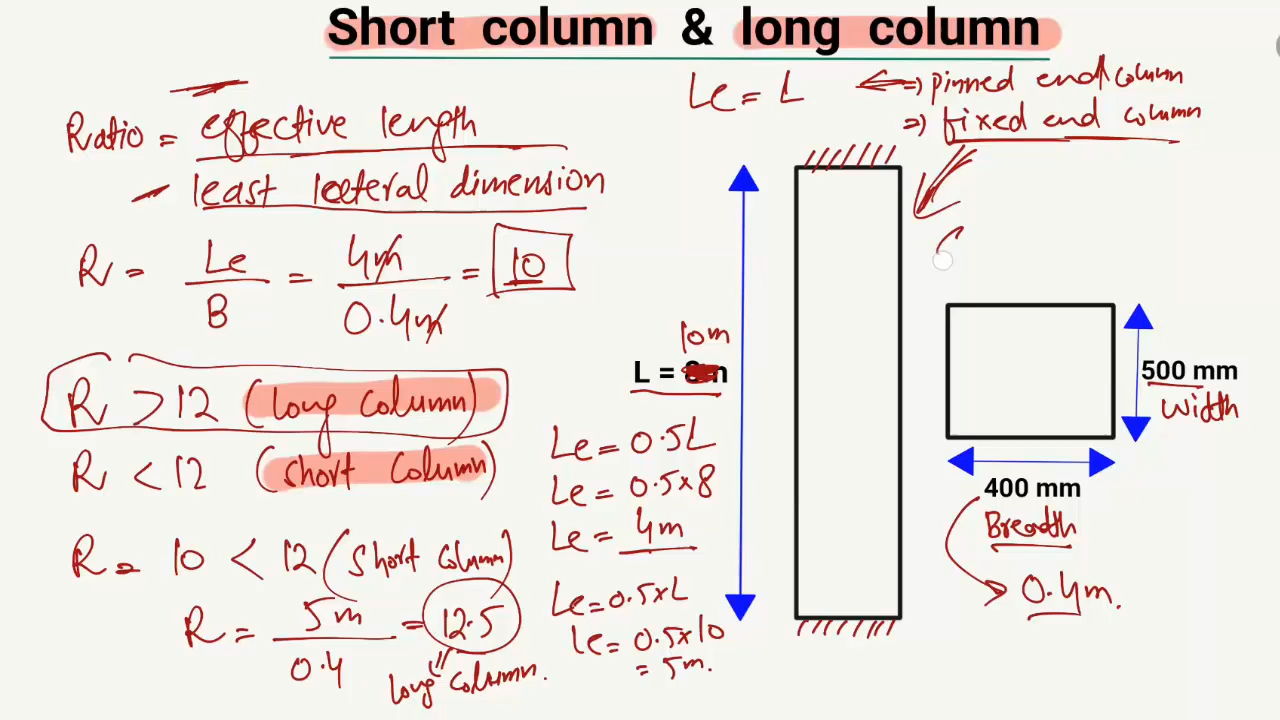 Short column & long column
Ratio = effective length
least lateral dimension
R = Le / B = 4m / 0.4m = 10
R > 12 (long column)
R < 12 (short column)
R = 10 < 12 (short column)
R = 5m / 0.4 = 12.5
long column.
Le = L
⇒ pinned end column
⇒ fixed end column
10m
L =
Le = 0.5L
Le = 0.5×8
Le = 4m
Le = 0.5×L
Le = 0.5×10
= 5m.
500 mm
Width
400 mm
Breadth
0.4m.